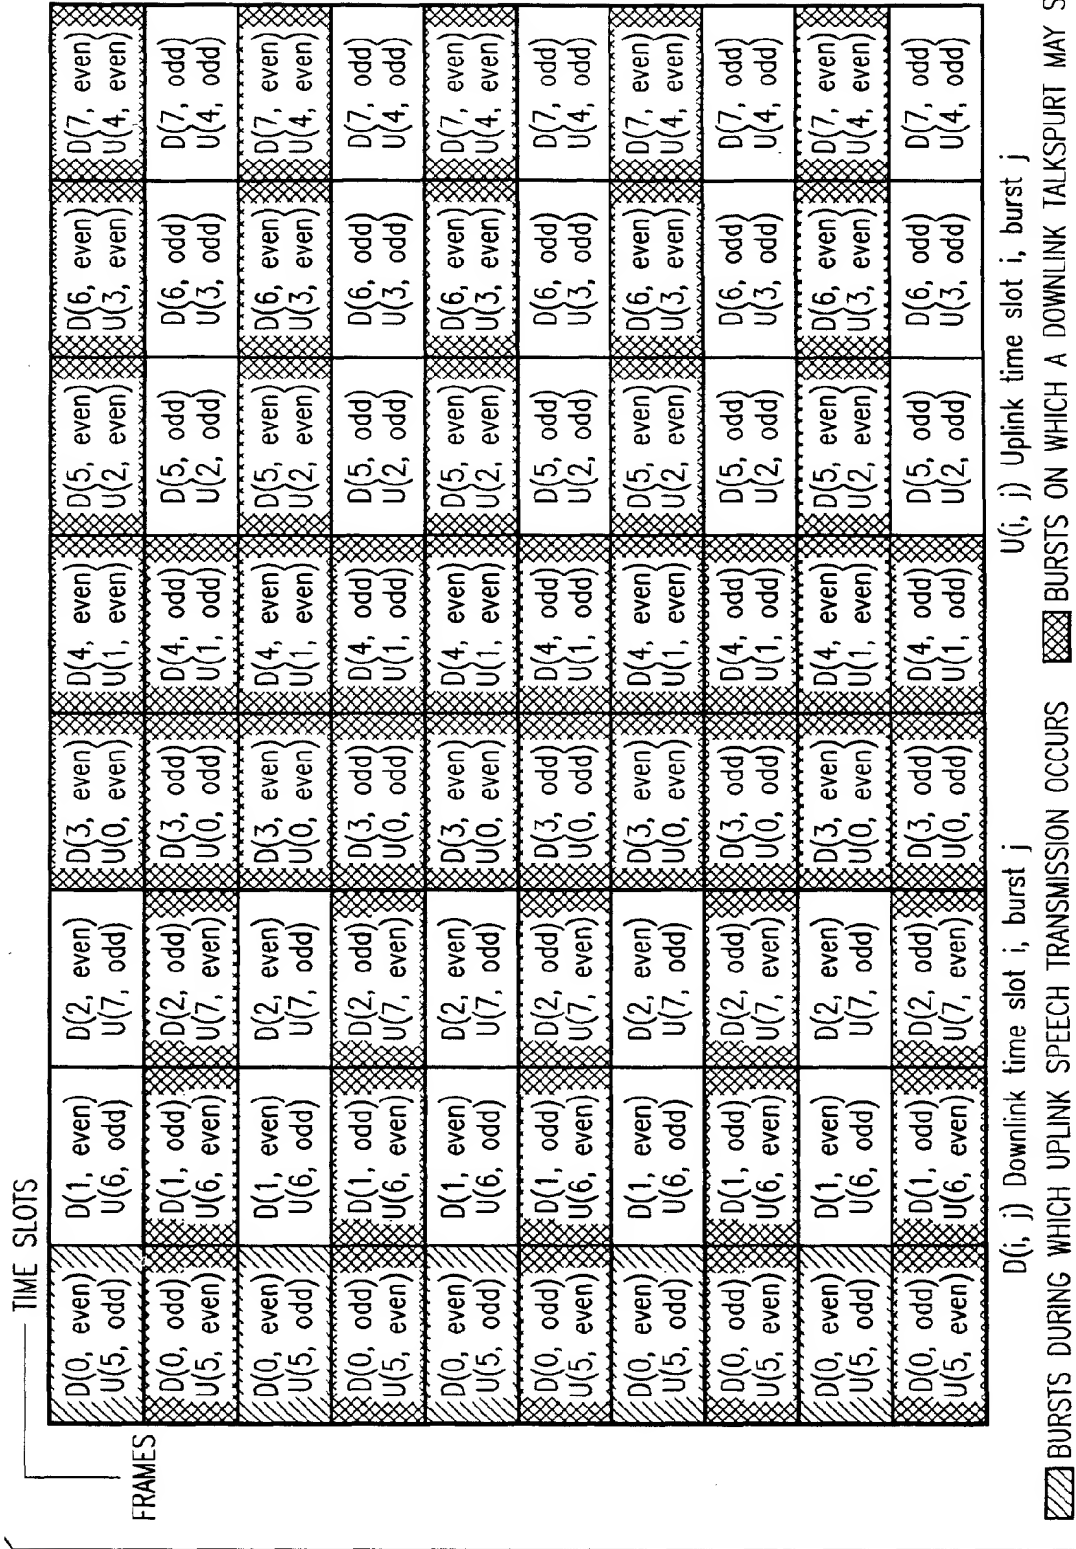 TIME SLOTS
FRAMES
D(0, even) D(1, even) D(2, even) D(3, even) D(4, even) D(5, even) D(6, even) D(7, even)
U(5, odd) U(6, odd) U(7, odd) U(0, even) U(1, even) U(2, even) U(3, even) U(4, even)
D(0, odd) D(1, odd) D(2, odd) D(3, odd) D(4, odd) D(5, odd) D(6, odd) D(7, odd)
U(5, even) U(6, even) U(7, even) U(0, odd) U(1, odd) U(2, odd) U(3, odd) U(4, odd)
D(0, even) D(1, even) D(2, even) D(3, even) D(4, even) D(5, even) D(6, even) D(7, even)
U(5, odd) U(6, odd) U(7, odd) U(0, even) U(1, even) U(2, even) U(3, even) U(4, even)
D(0, odd) D(1, odd) D(2, odd) D(3, odd) D(4, odd) D(5, odd) D(6, odd) D(7, odd)
U(5, even) U(6, even) U(7, even) U(0, odd) U(1, odd) U(2, odd) U(3, odd) U(4, odd)
D(0, even) D(1, even) D(2, even) D(3, even) D(4, even) D(5, even) D(6, even) D(7, even)
U(5, odd) U(6, odd) U(7, odd) U(0, even) U(1, even) U(2, even) U(3, even) U(4, even)
D(0, odd) D(1, odd) D(2, odd) D(3, odd) D(4, odd) D(5, odd) D(6, odd) D(7, odd)
U(5, even) U(6, even) U(7, even) U(0, odd) U(1, odd) U(2, odd) U(3, odd) U(4, odd)
D(0, even) D(1, even) D(2, even) D(3, even) D(4, even) D(5, even) D(6, even) D(7, even)
U(5, odd) U(6, odd) U(7, odd) U(0, even) U(1, even) U(2, even) U(3, even) U(4, even)
D(0, odd) D(1, odd) D(2, odd) D(3, odd) D(4, odd) D(5, odd) D(6, odd) D(7, odd)
U(5, even) U(6, even) U(7, even) U(0, odd) U(1, odd) U(2, odd) U(3, odd) U(4, odd)
D(0, even) D(1, even) D(2, even) D(3, even) D(4, even) D(5, even) D(6, even) D(7, even)
U(5, odd) U(6, odd) U(7, odd) U(0, even) U(1, even) U(2, even) U(3, even) U(4, even)
D(0, odd) D(1, odd) D(2, odd) D(3, odd) D(4, odd) D(5, odd) D(6, odd) D(7, odd)
U(5, even) U(6, even) U(7, even) U(0, odd) U(1, odd) U(2, odd) U(3, odd) U(4, odd)
D(i, j) Downlink time slot i, burst j U(i, j) Uplink time slot i, burst j
BURSTS DURING WHICH UPLINK SPEECH TRANSMISSION OCCURS BURSTS ON WHICH A DOWNLINK TALKSPURT MAY